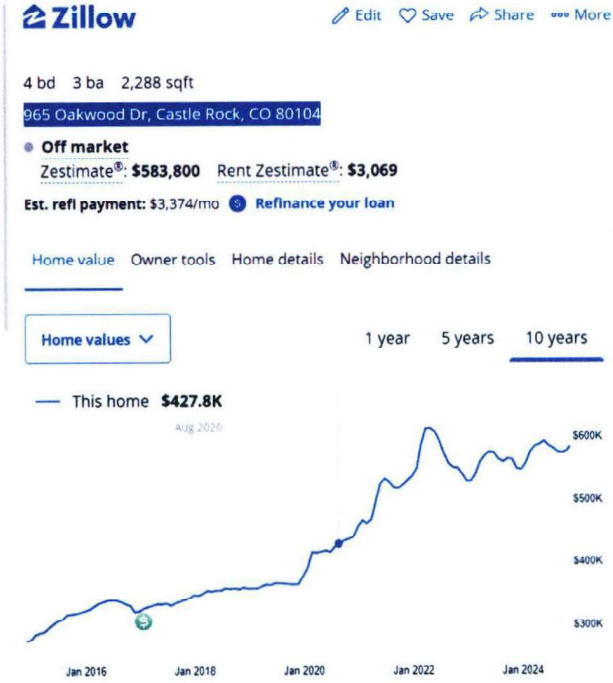 Zillow
Edit Save Share More
4 bd 3 ba 2,288 sqft
965 Oakwood Dr, Castle Rock, CO 80104
Off market
Zestimate®: $583,800 Rent Zestimate®: $3,069
Est. refi payment: $3,374/mo $ Refinance your loan
Home value Owner tools Home details Neighborhood details
Home values 1 year 5 years 10 years
This home $427.8K
Aug 2020
$600K
$500K
$400K
$300K
$
Jan 2016 Jan 2018 Jan 2020 Jan 2022 Jan 2024